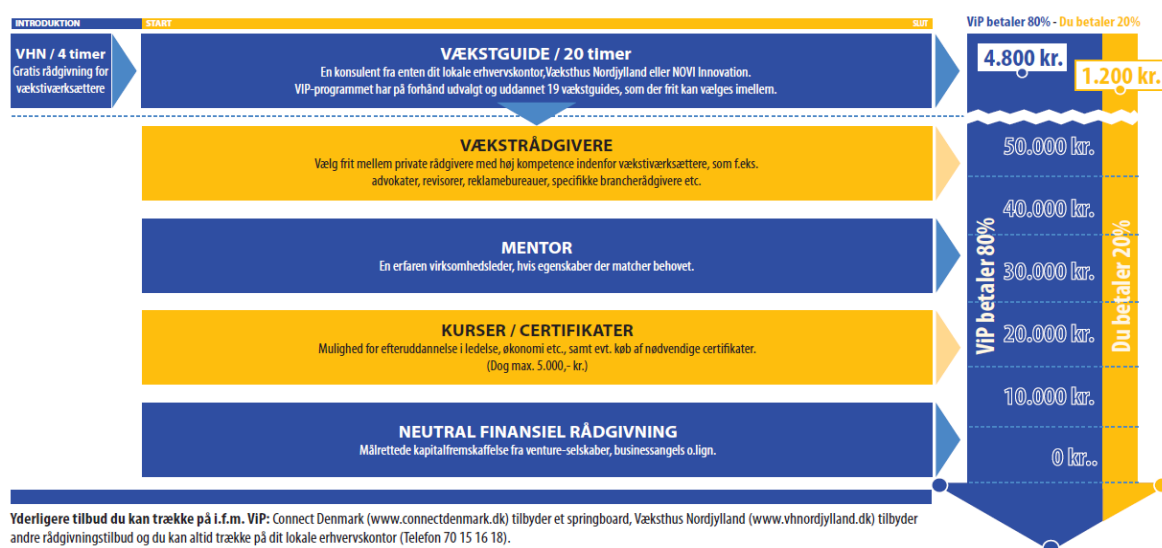 INTRODUKTION
START
SLUT
ViP betaler 80% - Du betaler 20%
VHN / 4 timer
Gratis rådgivning for
vækstiværksættere
VÆKSTGUIDE / 20 timer
En konsulent fra enten dit lokale erhvervskontor,Væksthus Nordjylland eller NOVI Innovation.
VIP-programmet har på forhånd udvalgt og uddannet 19 vækstguides, som der frit kan vælges imellem.
4.800 kr.
1.200 kr.
VÆKSTRÅDGIVERE
Vælg frit mellem private rådgivere med høj kompetence indenfor vækstiværksættere, som f.eks.
advokater, revisorer, reklamebureauer, specifikke brancherådgivere etc.
MENTOR
En erfaren virksomhedsleder, hvis egenskaber der matcher behovet.
KURSER / CERTIFIKATER
Mulighed for efteruddannelse i ledelse, økonomi etc., samt evt. køb af nødvendige certifikater.
(Dog max. 5.000,- kr.)
NEUTRAL FINANSIEL RÅDGIVNING
Målrettede kapitalfremskaffelse fra venture-selskaber, businessangels o.lign.
50.000 kr.
40.000 kr.
30.000 kr.
20.000 kr.
10.000 kr.
0 kr..
ViP betaler 80%
Du betaler 20%
Yderligere tilbud du kan trække på i.f.m. ViP: Connect Denmark (www.connectdenmark.dk) tilbyder et springboard, Væksthus Nordjylland (www.vhnordjylland.dk) tilbyder
andre rådgivningstilbud og du kan altid trække på dit lokale erhvervskontor (Telefon 70 15 16 18).